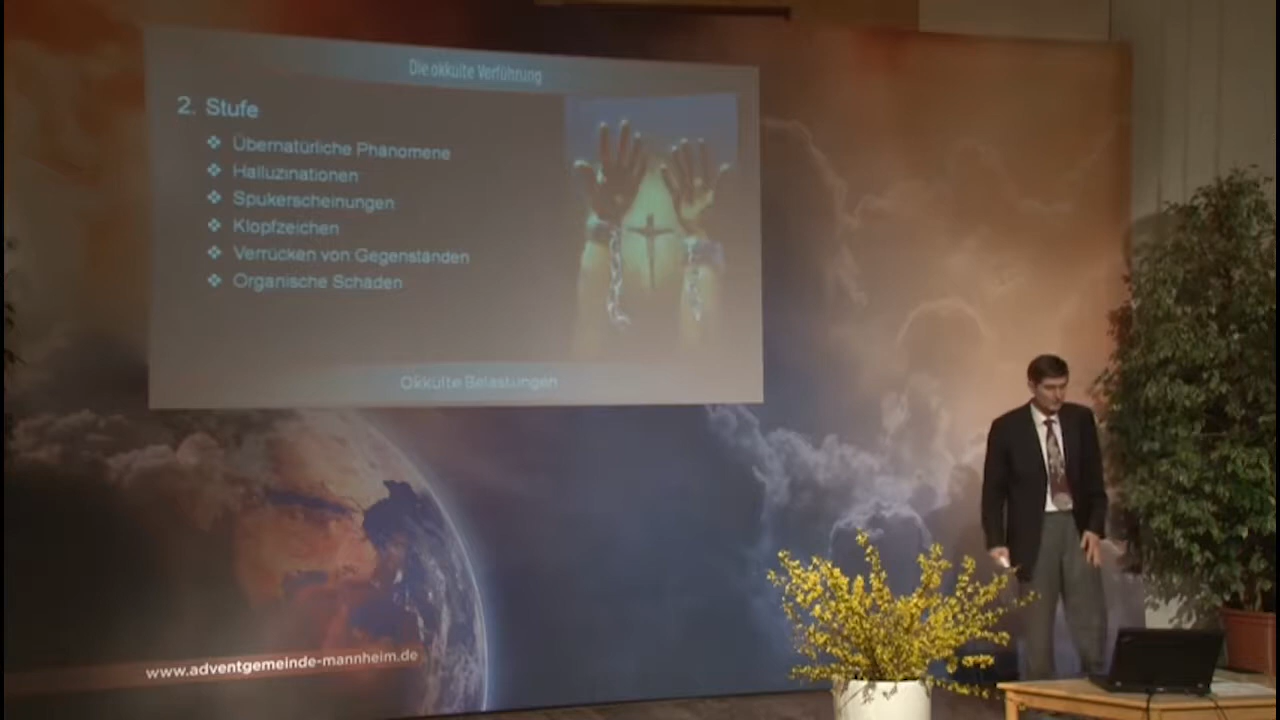 Die okkulte Verführung
2. Stufe
❖ Übernatürliche Phänomene
❖ Halluzinationen
❖ Spukerscheinungen
❖ Klopfzeichen
❖ Verrücken von Gegenständen
❖ Organische Schäden
Okkulte Belastungen
www.adventgemeinde-mannheim.de